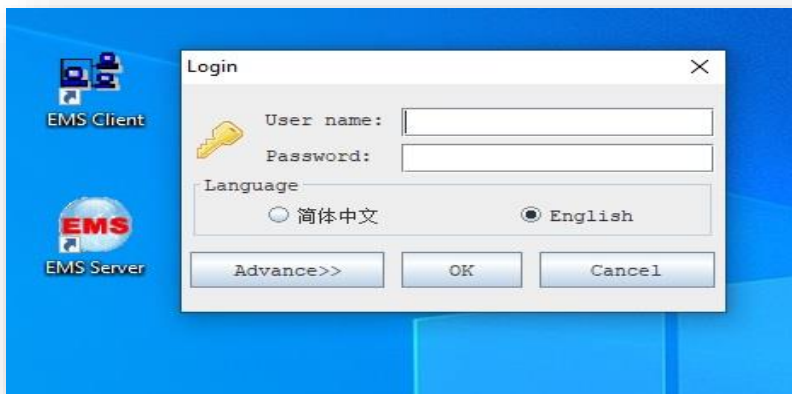 EMS Client
EMS
EMS Server
Login
User name:
Password:
Language
简体中文
English
Advance>>
OK
Cancel